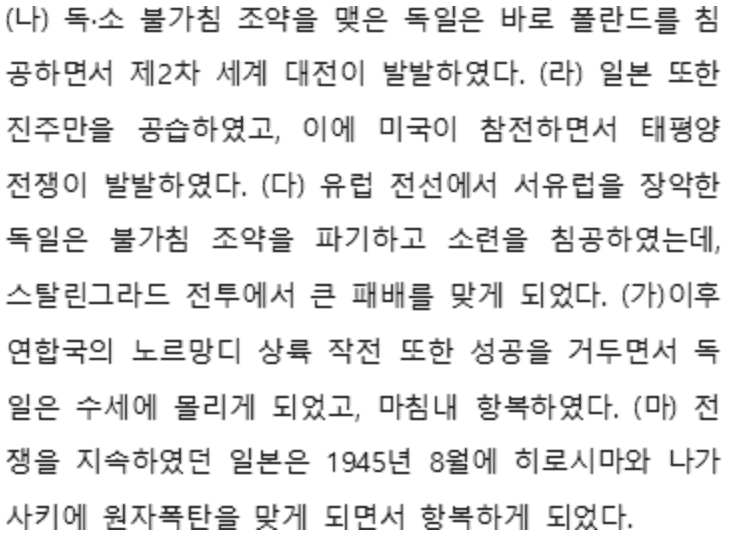 (나) 독·소 불가침 조약을 맺은 독일은 바로 폴란드를 침
공하면서 제2차 세계 대전이 발발하였다. (라) 일본 또한
진주만을 공습하였고, 이에 미국이 참전하면서 태평양
전쟁이 발발하였다. (다) 유럽 전선에서 서유럽을 장악한
독일은 불가침 조약을 파기하고 소련을 침공하였는데,
스탈린그라드 전투에서 큰 패배를 맞게 되었다. (가)이후
연합국의 노르망디 상륙 작전 또한 성공을 거두면서 독
일은 수세에 몰리게 되었고, 마침내 항복하였다. (마) 전
쟁을 지속하였던 일본은 1945년 8월에 히로시마와 나가
사키에 원자폭탄을 맞게 되면서 항복하게 되었다.